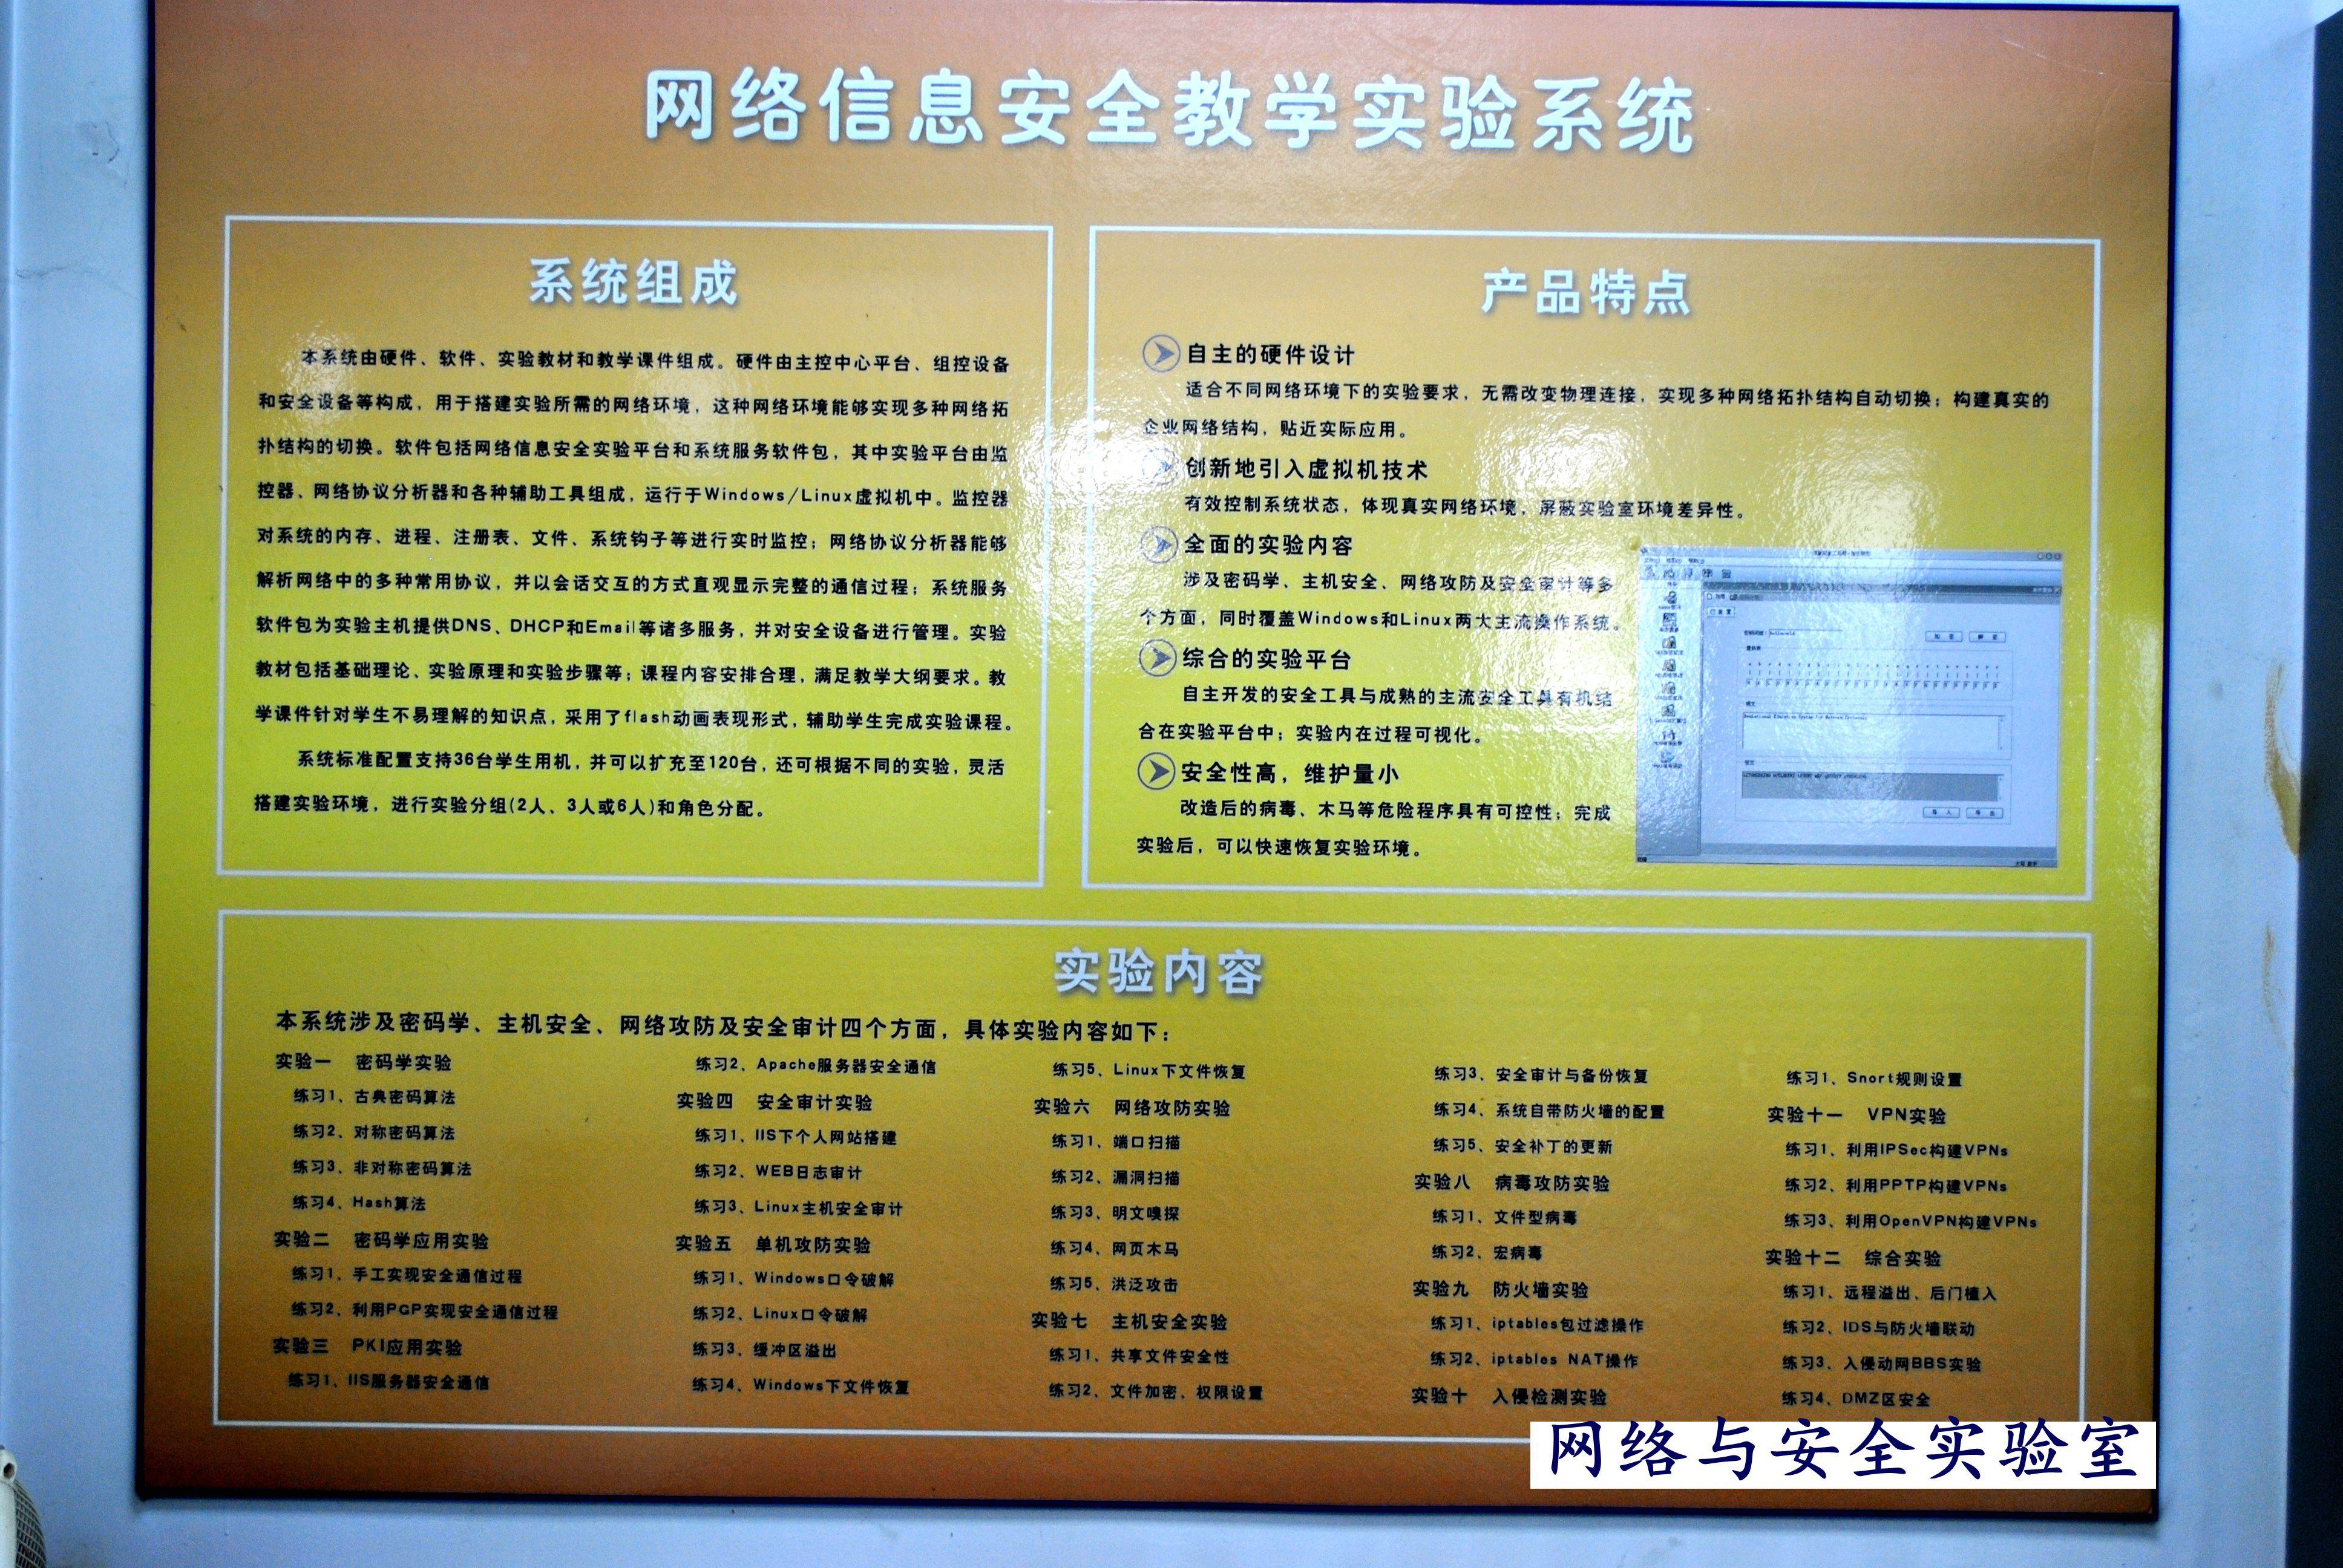 网络信息安全教学实验系统
系统组成
本系统由硬件、软件、实验教材和教学课件组成。硬件由主控中心平台、组控设备
和安全设备等构成，用于搭建实验所需的网络环境，这种网络环境能够实现多种网络拓
扑结构的切换。软件包括网络信息安全实验平台和系统服务软件包，其中实验平台由监
控器、网络协议分析器和各种辅助工具组成，运行于Windows/Linux虚拟机中。监控器
对系统的内存、进程、注册表、文件、系统钩子等进行实时监控；网络协议分析器能够
解析网络中的多种常用协议，并以会话交互的方式直观显示完整的通信过程；系统服务
软件包为实验主机提供DNS、DHCP和Email等诸多服务，并对安全设备进行管理。实验
教材包括基础理论、实验原理和实验步骤等；课程内容安排合理，满足教学大纲要求。教
学课件针对学生不易理解的知识点，采用了flash动画表现形式，辅助学生完成实验课程。
系统标准配置支持36台学生用机，并可以扩充至120台，还可根据不同的实验，灵活
搭建实验环境，进行实验分组(2人、3人或6人)和角色分配。
产品特点
自主的硬件设计
适合不同网络环境下的实验要求，无需改变物理连接，实现多种网络拓扑结构自动切换；构建真实的
企业网络结构，贴近实际应用。
创新地引入虚拟机技术
有效控制系统状态，体现真实网络环境，屏蔽实验室环境差异性。
全面的实验内容
涉及密码学、主机安全、网络攻防及安全审计等多
个方面，同时覆盖Windows和Linux两大主流操作系统。
综合的实验平台
自主开发的安全工具与成熟的主流安全工具有机结
合在实验平台中；实验内在过程可视化。
安全性高，维护量小
改造后的病毒、木马等危险程序具有可控性；完成
实验后，可以快速恢复实验环境。
实验内容
本系统涉及密码学、主机安全、网络攻防及安全审计四个方面，具体实验内容如下：
实验一 密码学实验
练习1、古典密码算法
练习2、对称密码算法
练习3、非对称密码算法
练习4、Hash算法
实验二 密码学应用实验
练习1、手工实现安全通信过程
练习2、利用PGP实现安全通信过程
实验三 PKI应用实验
练习1、IIS服务器安全通信
练习2、Apache服务器安全通信
实验四 安全审计实验
练习1、IIS下个人网站搭建
练习2、WEB日志审计
练习3、Linux主机安全审计
实验五 单机攻防实验
练习1、Windows口令破解
练习2、Linux口令破解
练习3、缓冲区溢出
练习4、Windows下文件恢复
练习5、Linux下文件恢复
实验六 网络攻防实验
练习1、端口扫描
练习2、漏洞扫描
练习3、明文嗅探
练习4、网页木马
练习5、洪泛攻击
实验七 主机安全实验
练习1、共享文件安全性
练习2、文件加密、权限设置
练习3、安全审计与备份恢复
练习4、系统自带防火墙的配置
练习5、安全补丁的更新
实验八 病毒攻防实验
练习1、文件型病毒
练习2、宏病毒
实验九 防火墙实验
练习1、iptables包过滤操作
练习2、iptables NAT操作
实验十 入侵检测实验
练习1、Snort规则设置
实验十一 VPN实验
练习1、利用IPSec构建VPNs
练习2、利用PPTP构建VPNs
练习3、利用OpenVPN构建VPNs
实验十二 综合实验
练习1、远程溢出、后门植入
练习2、IDS与防火墙联动
练习3、入侵动网BBS实验
练习4、DMZ区安全
网络与安全实验室